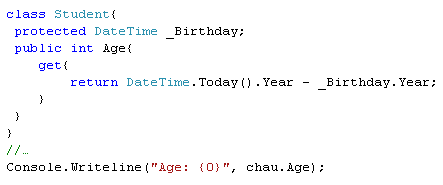 class Student{
protected DateTime _Birthday;
public int Age{
get{
return DateTime.Today().Year - _Birthday.Year;
}
}
}
//…
Console.Writeline("Age: {0}", chau.Age);